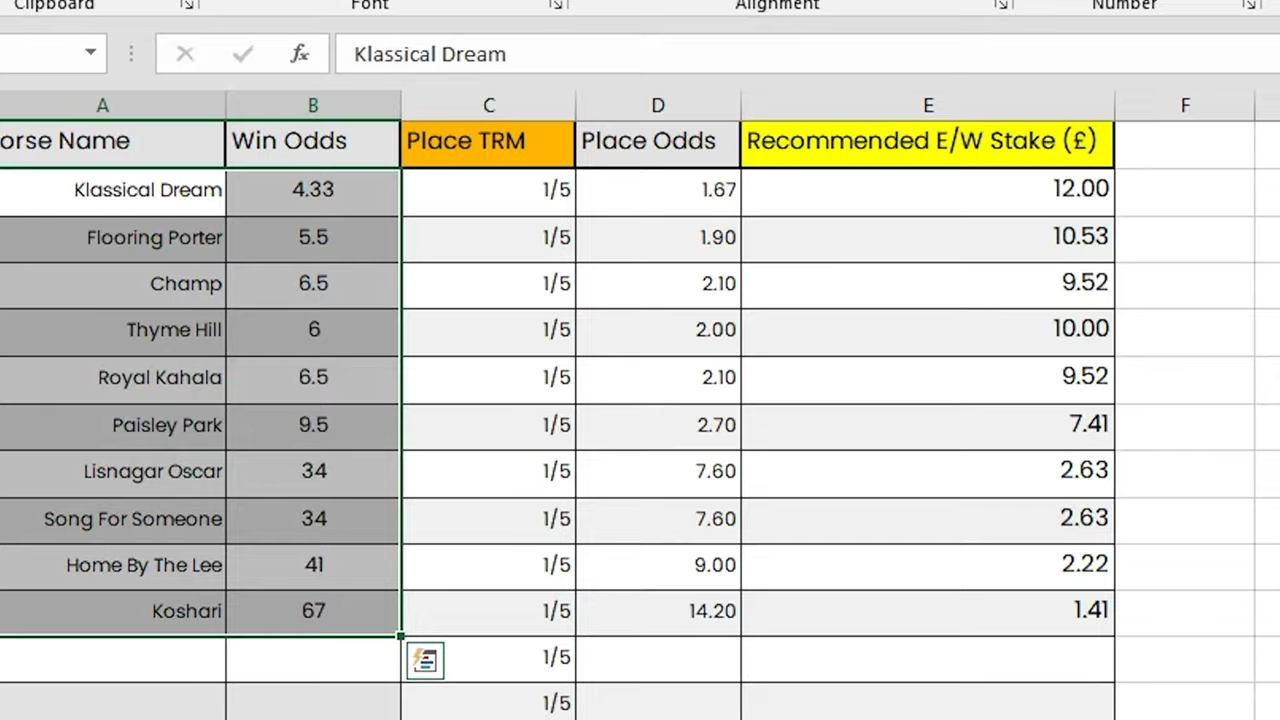 Clipboard Font Alignment Number
fx Klassical Dream
A B C D E F
orse Name Win Odds Place TRM Place Odds Recommended E/W Stake (£)
Klassical Dream 4.33 1/5 1.67 12.00
Flooring Porter 5.5 1/5 1.90 10.53
Champ 6.5 1/5 2.10 9.52
Thyme Hill 6 1/5 2.00 10.00
Royal Kahala 6.5 1/5 2.10 9.52
Paisley Park 9.5 1/5 2.70 7.41
Lisnagar Oscar 34 1/5 7.60 2.63
Song For Someone 34 1/5 7.60 2.63
Home By The Lee 41 1/5 9.00 2.22
Koshari 67 1/5 14.20 1.41
1/5
1/5